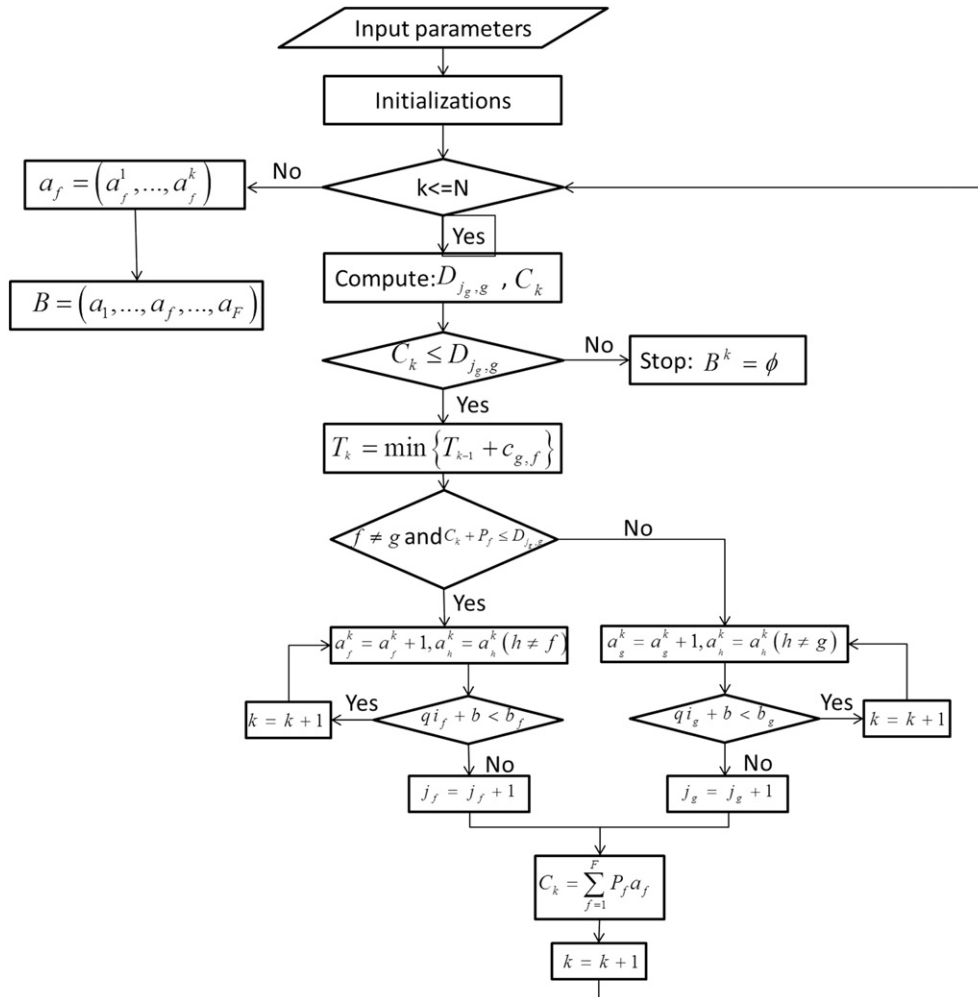 Input parameters
Initializations
k<=N
No
a_f = (a_f^1, ..., a_f^k)
B = (a_1, ..., a_f, ..., a_F)
Yes
Compute: D_{j_g,g} , C_k
C_k ≤ D_{j_g,g}
No
Stop: B^k = ϕ
Yes
T_k = min {T_{k-1} + c_{g,f}}
f ≠ g and C_k + P_f ≤ D_{j_g,g}
No
Yes
a_f^k = a_f^k + 1, a_h^k = a_h^k (h ≠ f)
a_g^k = a_g^k + 1, a_h^k = a_h^k (h ≠ g)
k = k + 1
Yes
qi_f + b < b_f
qi_g + b < b_g
Yes
k = k + 1
No
No
j_f = j_f + 1
j_g = j_g + 1
C_k = ∑_{f=1}^{F} P_f a_f
k = k + 1